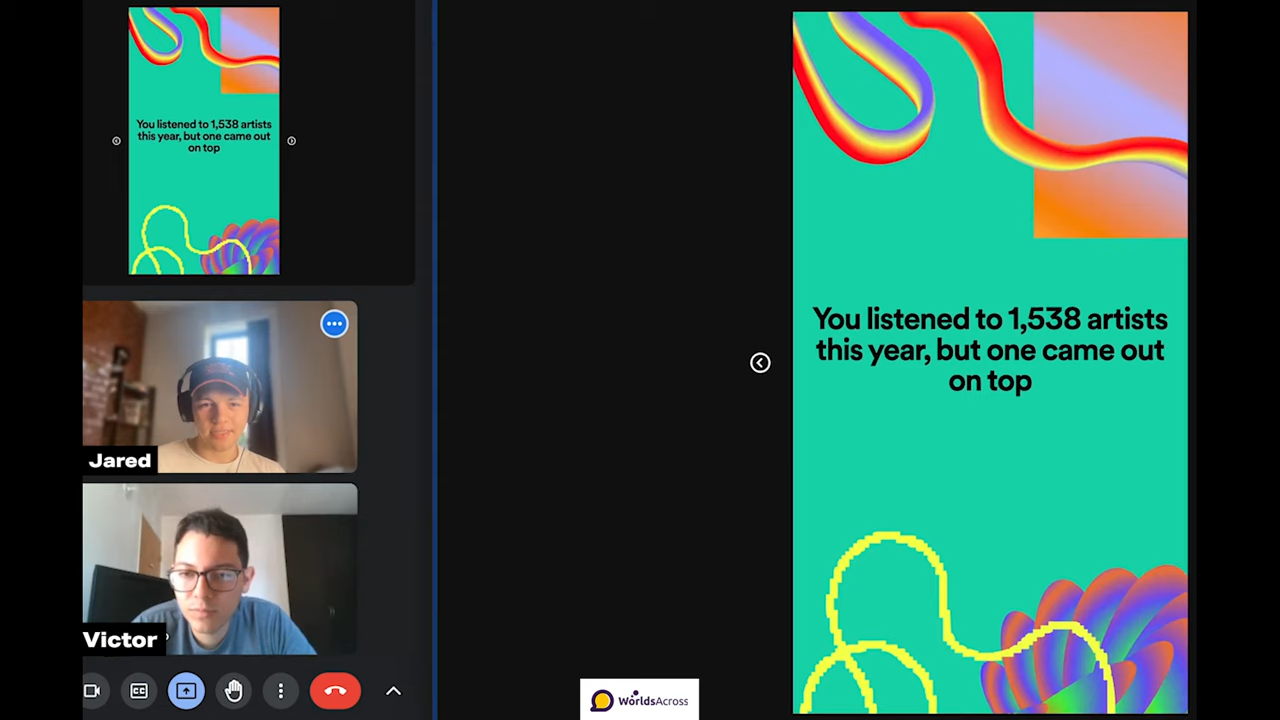 You listened to 1,538 artists
this year, but one came out
on top
Jared
Victor
CC
You listened to 1,538 artists
this year, but one came out
on top
WorldsAcross